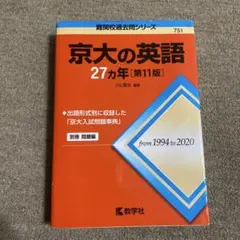 難関校過去問シリーズ
751
京大の英語
27カ年[第11版]
編著
◆出題形式別に収録した
「京大入試問題事典」
別冊 問題編
from 1994 to 2020
教学社